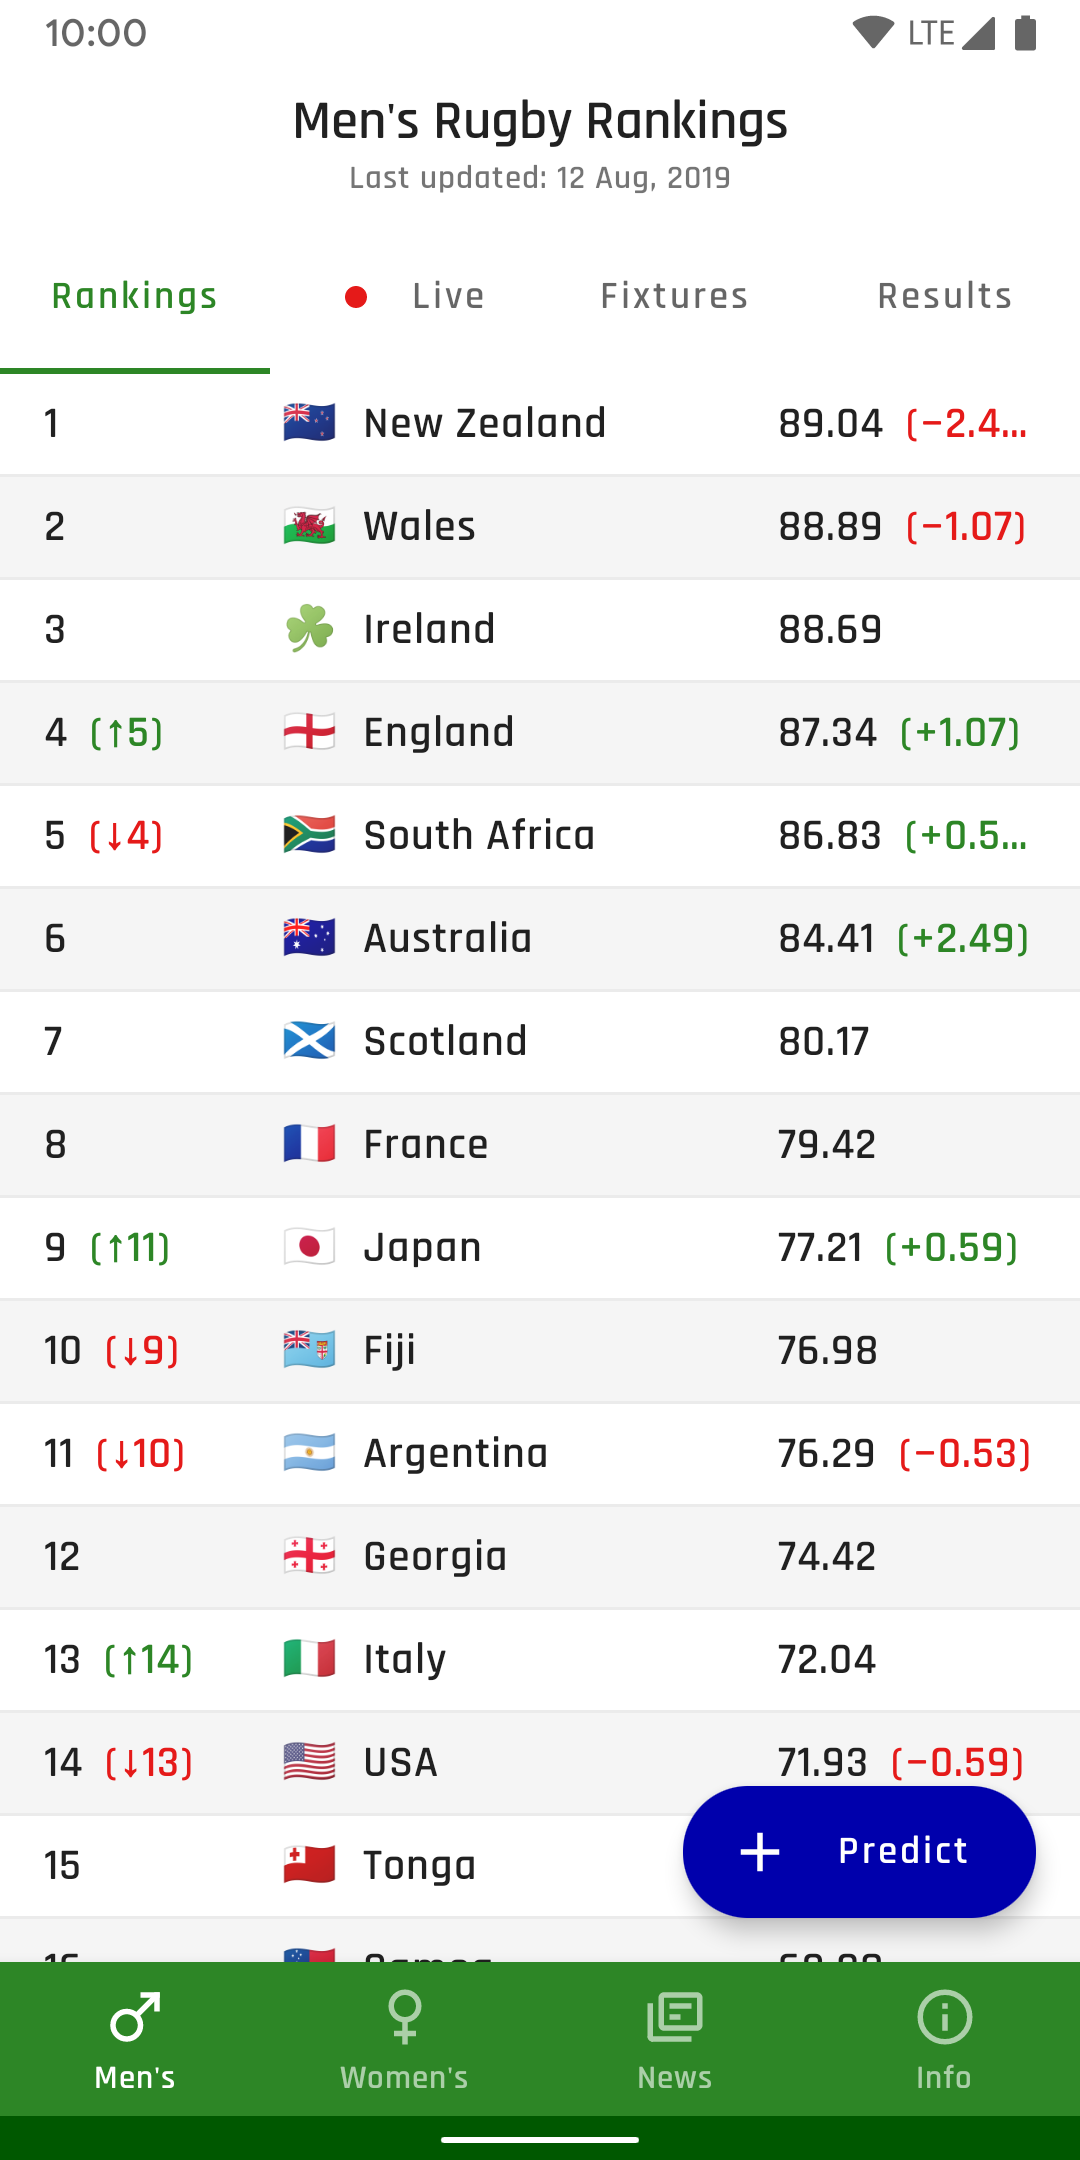 10:00 LTE
Men's Rugby Rankings
Last updated: 12 Aug, 2019
Rankings Live Fixtures Results
1 New Zealand 89.04 (−2.4...
2 Wales 88.89 (−1.07)
3 Ireland 88.69
4 (↑5) England 87.34 (+1.07)
5 (↓4) South Africa 86.83 (+0.5...
6 Australia 84.41 (+2.49)
7 Scotland 80.17
8 France 79.42
9 (↑11) Japan 77.21 (+0.59)
10 (↓9) Fiji 76.98
11 (↓10) Argentina 76.29 (−0.53)
12 Georgia 74.42
13 (↑14) Italy 72.04
14 (↓13) USA 71.93 (−0.59)
15 Tonga
+ Predict
16 Samoa
Men's Women's News Info